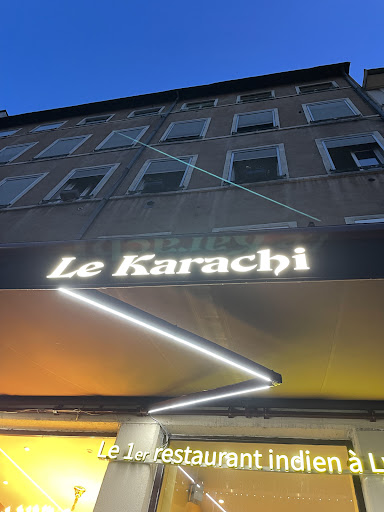 Le Karachi
Le 1er restaurant indien à